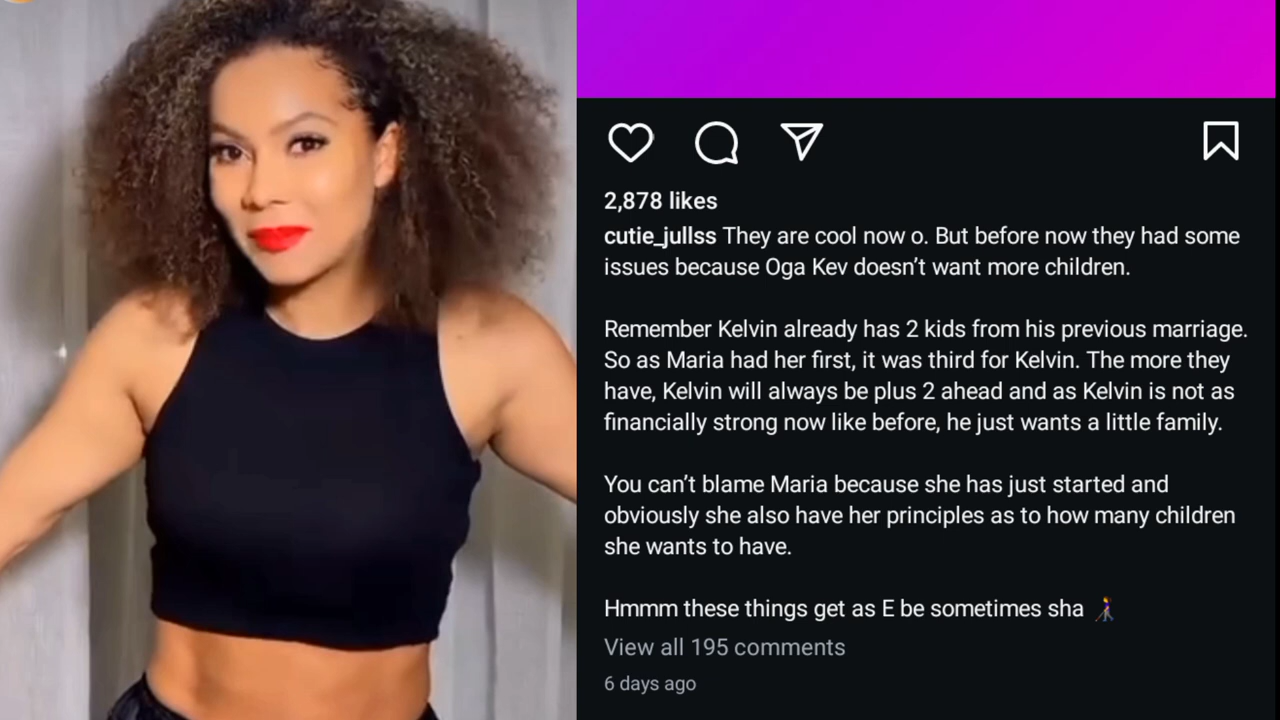 2,878 likes
cutie_jullss They are cool now o. But before now they had some
issues because Oga Kev doesn’t want more children.
Remember Kelvin already has 2 kids from his previous marriage.
So as Maria had her first, it was third for Kelvin. The more they
have, Kelvin will always be plus 2 ahead and as Kelvin is not as
financially strong now like before, he just wants a little family.
You can’t blame Maria because she has just started and
obviously she also have her principles as to how many children
she wants to have.
Hmmm these things get as E be sometimes sha
View all 195 comments
6 days ago